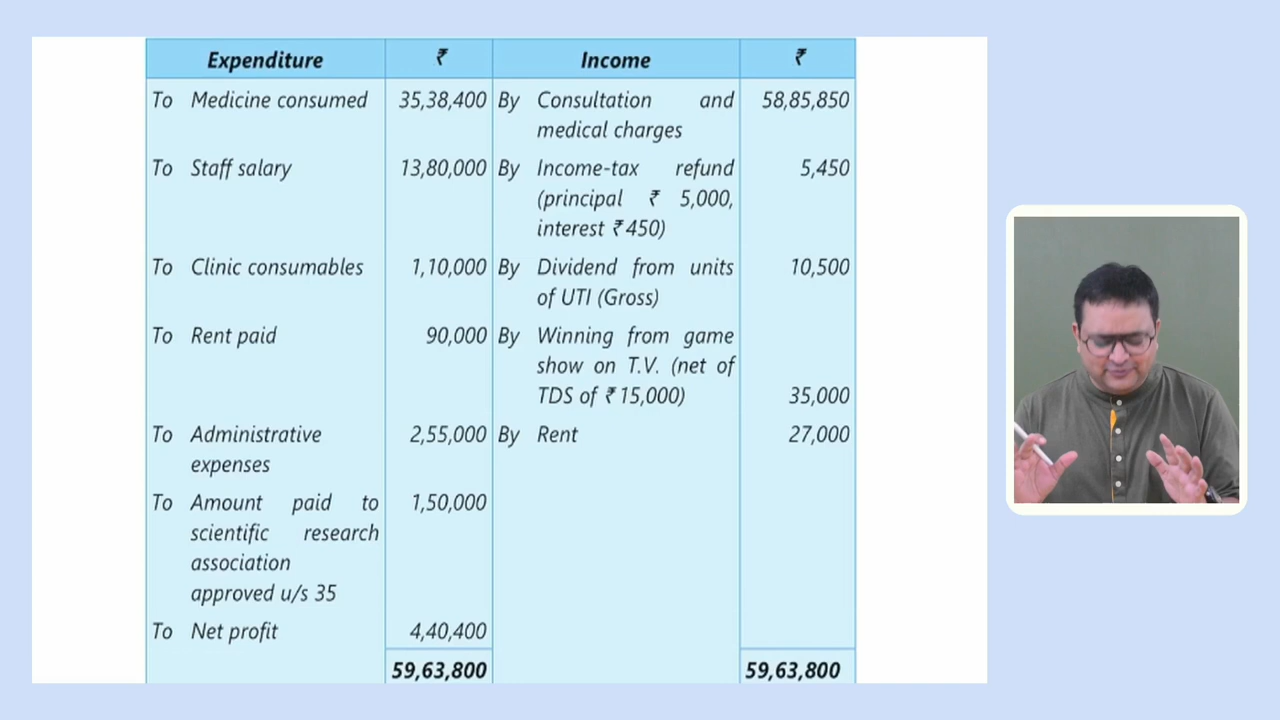 Expenditure ₹ Income ₹
To Medicine consumed 35,38,400 By Consultation and 58,85,850
medical charges
To Staff salary 13,80,000 By Income-tax refund 5,450
(principal ₹ 5,000,
interest ₹ 450)
To Clinic consumables 1,10,000 By Dividend from units 10,500
of UTI (Gross)
To Rent paid 90,000 By Winning from game
show on T.V. (net of
TDS of ₹ 15,000) 35,000
To Administrative 2,55,000 By Rent 27,000
expenses
To Amount paid to 1,50,000
scientific research
association
approved u/s 35
To Net profit 4,40,400
59,63,800 59,63,800